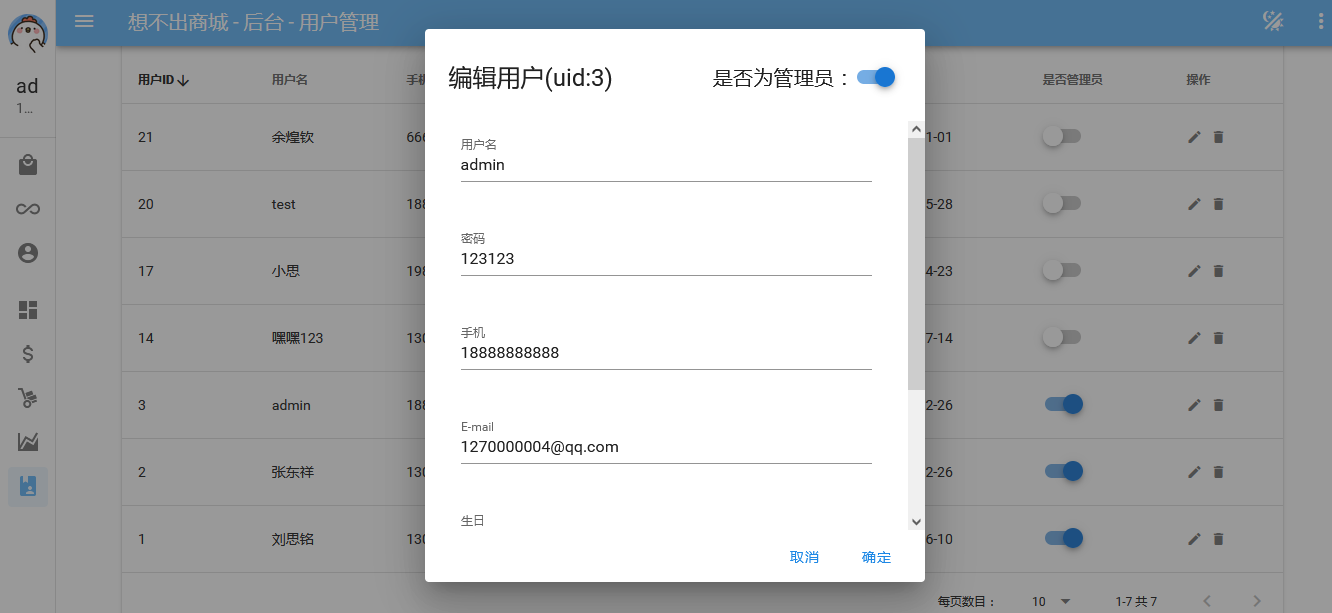 想不出商城 - 后台 - 用户管理
ad
1...
用户ID 用户名 手机 是否管理员 操作
21 余煌钦 666 1-01
20 test 188 5-28
17 小思 198 4-23
14 嘿嘿123 130 7-14
3 admin 188 2-26
2 张东祥 130 2-26
1 刘思铭 130 6-10
每页数目： 10 1-7 共 7
编辑用户(uid:3) 是否为管理员：
用户名
admin
密码
123123
手机
18888888888
E-mail
1270000004@qq.com
生日
取消 确定